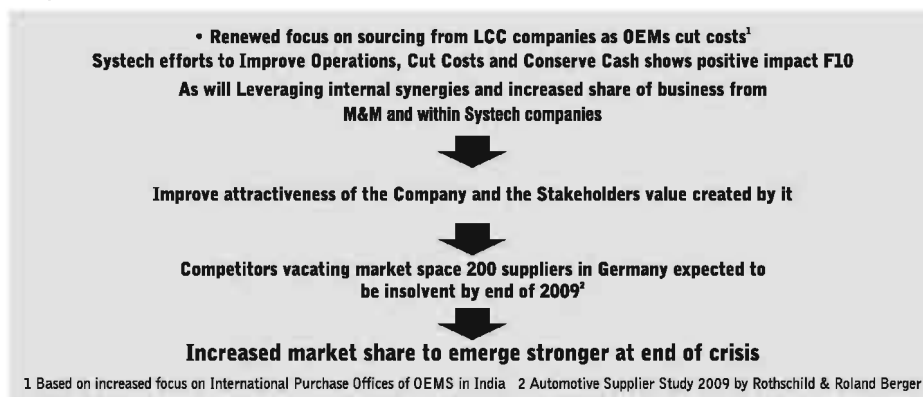 • Renewed focus on sourcing from LCC companies as OEMs cut costs¹
Systech efforts to Improve Operations, Cut Costs and Conserve Cash shows positive impact F10
As will Leveraging internal synergies and increased share of business from
M&M and within Systech companies
Improve attractiveness of the Company and the Stakeholders value created by it
Competitors vacating market space 200 suppliers in Germany expected to
be insolvent by end of 2009²
Increased market share to emerge stronger at end of crisis
1 Based on increased focus on International Purchase Offices of OEMS in India 2 Automotive Supplier Study 2009 by Rothschild & Roland Berger